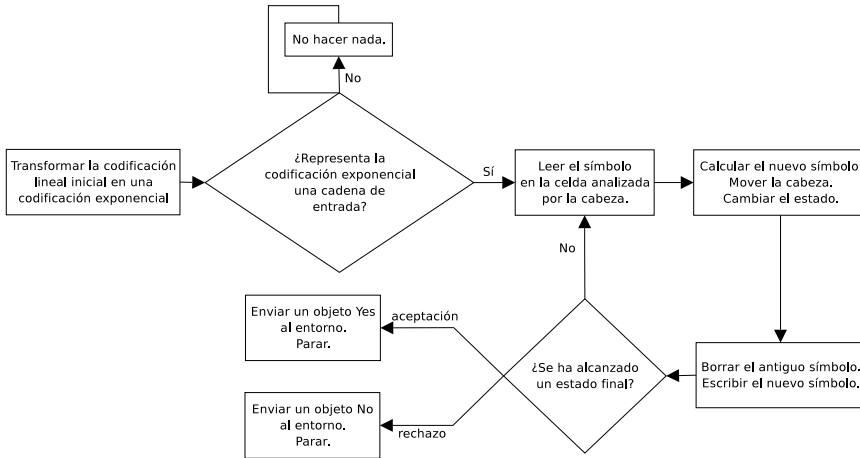 No hacer nada.
No
Transformar la codificación
lineal inicial en una
codificación exponencial
¿Representa la
codificación exponencial
una cadena de
entrada?
Sí
Leer el símbolo
en la celda analizada
por la cabeza.
Calcular el nuevo símbolo
Mover la cabeza.
Cambiar el estado.
No
Enviar un objeto Yes
al entorno.
Parar.
aceptación
¿Se ha alcanzado
un estado final?
Borrar el antiguo símbolo.
Escribir el nuevo símbolo.
Enviar un objeto No
al entorno.
Parar.
rechazo